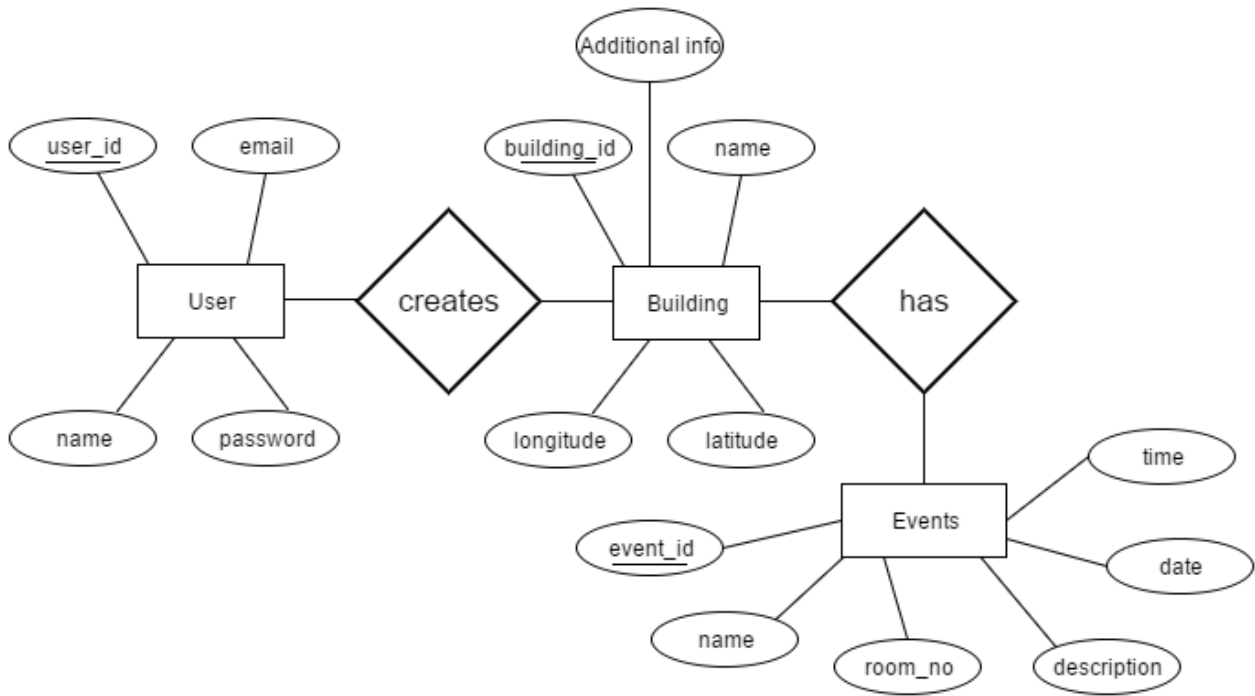 Additional info
user_id
email
building_id
name
User
creates
Building
has
name
password
longitude
latitude
time
Events
event_id
date
name
room_no
description